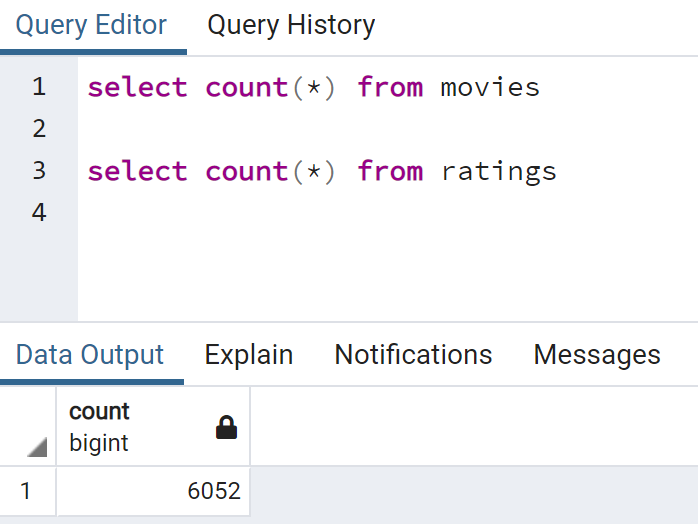 Query Editor Query History
1 select count(*) from movies
2
3 select count(*) from ratings
4
Data Output Explain Notifications Messages
count
bigint
1 6052